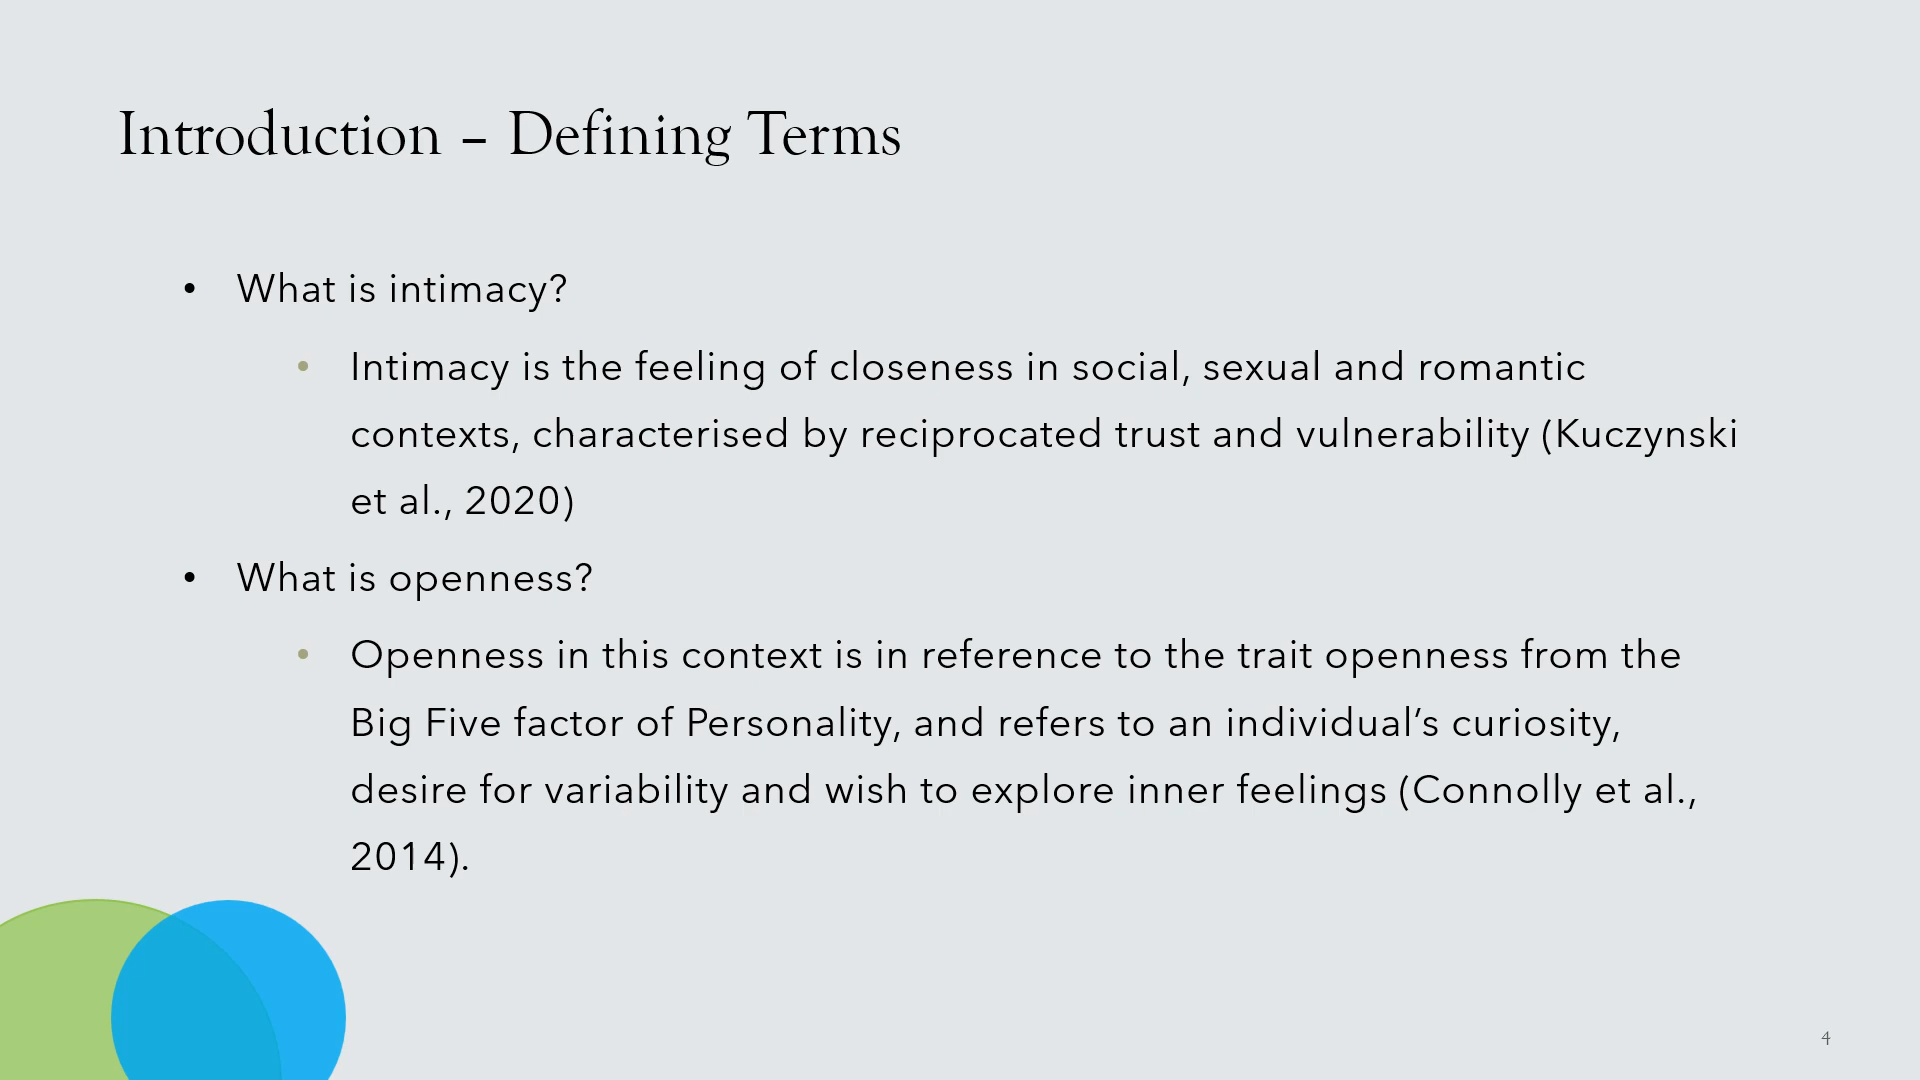 Introduction – Defining Terms
• What is intimacy?
• Intimacy is the feeling of closeness in social, sexual and romantic
contexts, characterised by reciprocated trust and vulnerability (Kuczynski
et al., 2020)
• What is openness?
• Openness in this context is in reference to the trait openness from the
Big Five factor of Personality, and refers to an individual’s curiosity,
desire for variability and wish to explore inner feelings (Connolly et al.,
2014).
4